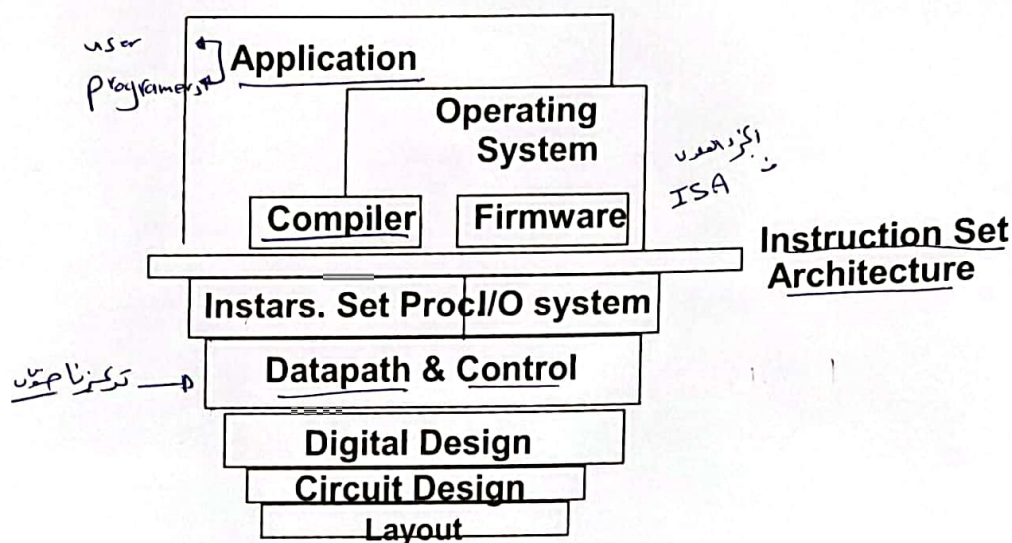 user
programers
Application
Operating
System
ISA
Compiler
Firmware
Instruction Set
Architecture
Instars. Set Proc
I/O system
تركيزنا
Datapath & Control
Digital Design
Circuit Design
Layout